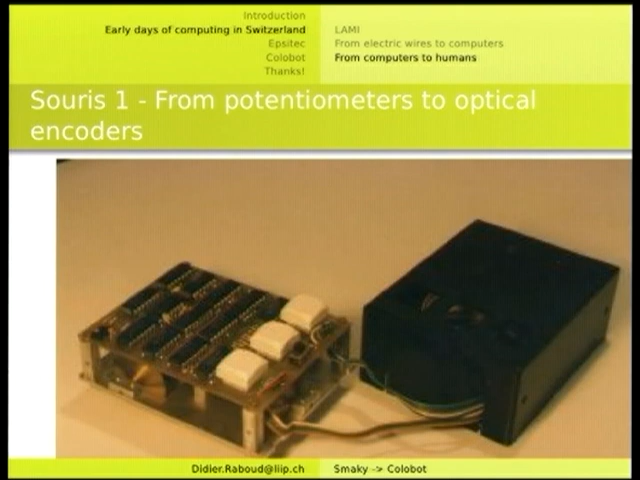 Introduction
Early days of computing in Switzerland
Epsitec
Colobot
Thanks!
LAMI
From electric wires to computers
From computers to humans
Souris 1 - From potentiometers to optical
encoders
Didier.Raboud@liip.ch
Smaky -> Colobot